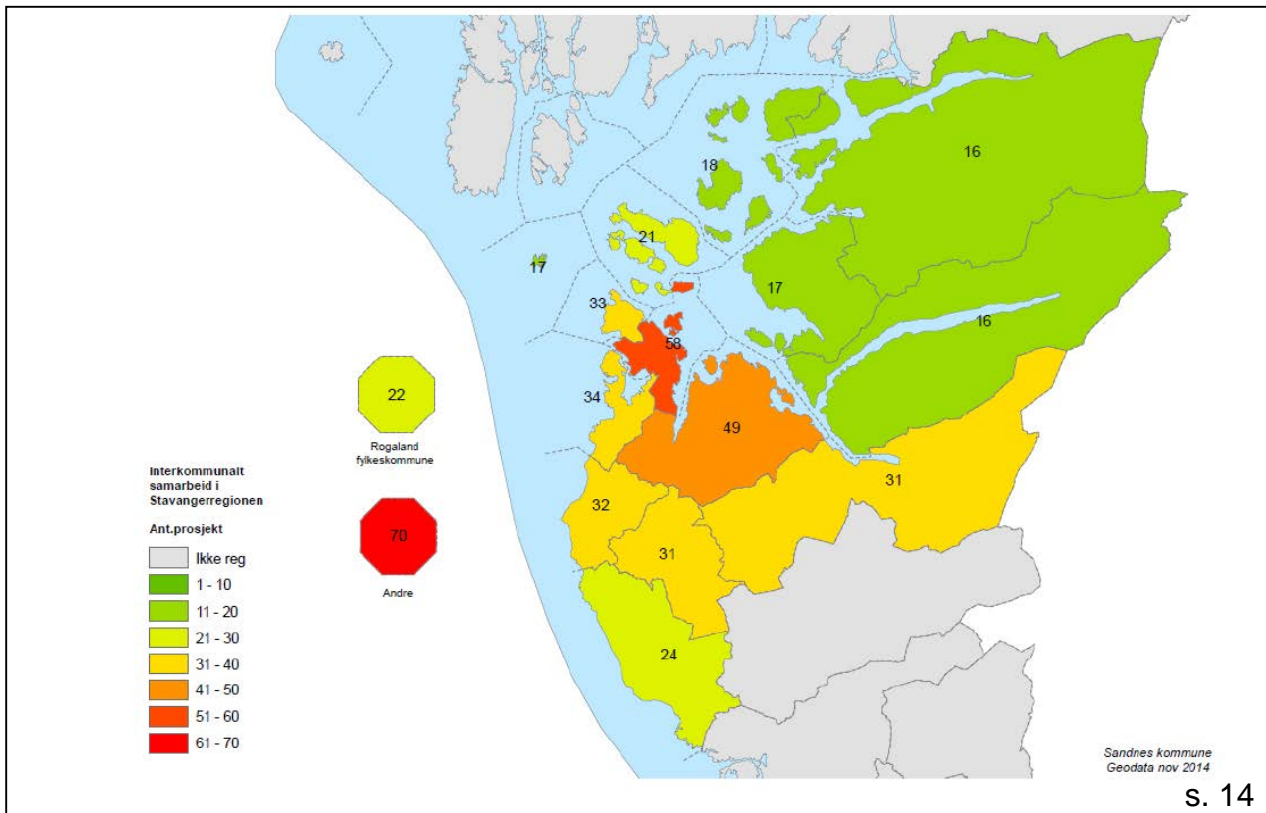 16
18
21
17
17
33
16
58
34
22
49
Rogaland
fylkeskommune
Interkommunalt
samarbeid i
Stavangerregionen
31
32
70
Ant.prosjekt
31
Ikke reg
1 - 10
Andre
11 - 20
21 - 30
24
31 - 40
41 - 50
51 - 60
61 - 70
Sandnes kommune
Geodata nov 2014
s. 14